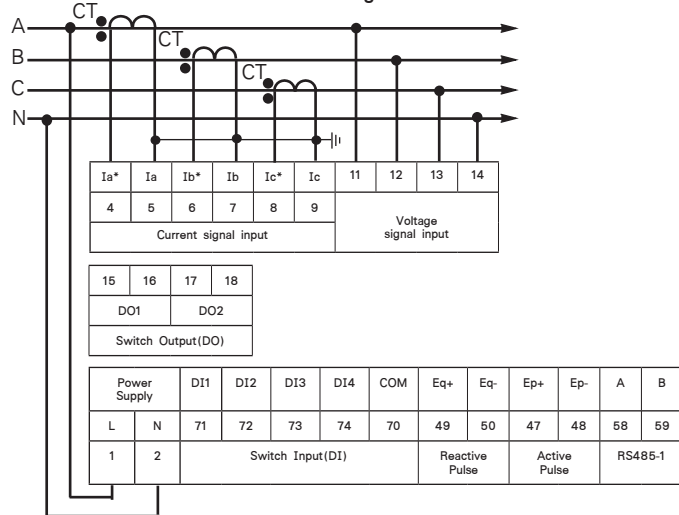 CT
A
CT
B
CT
C
N
Ia* Ia Ib* Ib Ic* Ic 11 12 13 14
4 5 6 7 8 9
Current signal input
Voltage
signal input
15 16 17 18
DO1 DO2
Switch Output(DO)
Power
Supply
DI1 DI2 DI3 DI4 COM Eq+ Eq- Ep+ Ep- A B
L N 71 72 73 74 70 49 50 47 48 58 59
1 2 Switch Input(DI)
Reactive
Pulse
Active
Pulse
RS485-1